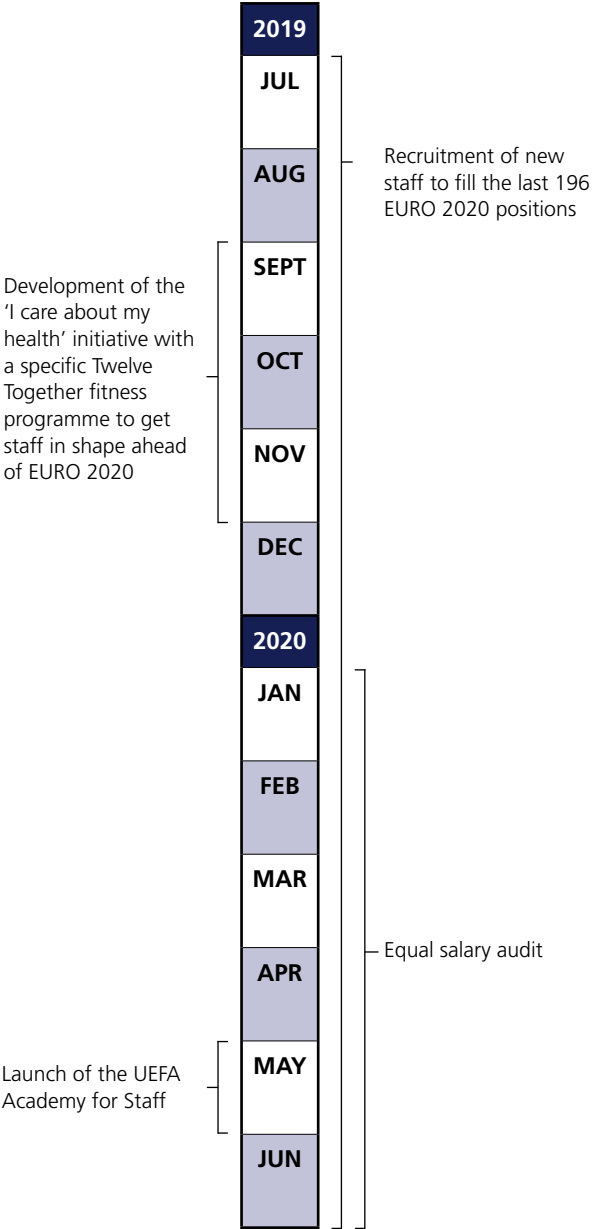 2019
JUL
AUG
Recruitment of new
staff to fill the last 196
EURO 2020 positions
SEPT
OCT
NOV
Development of the
‘I care about my
health’ initiative with
a specific Twelve
Together fitness
programme to get
staff in shape ahead
of EURO 2020
DEC
2020
JAN
FEB
MAR
APR
Equal salary audit
MAY
Launch of the UEFA
Academy for Staff
JUN